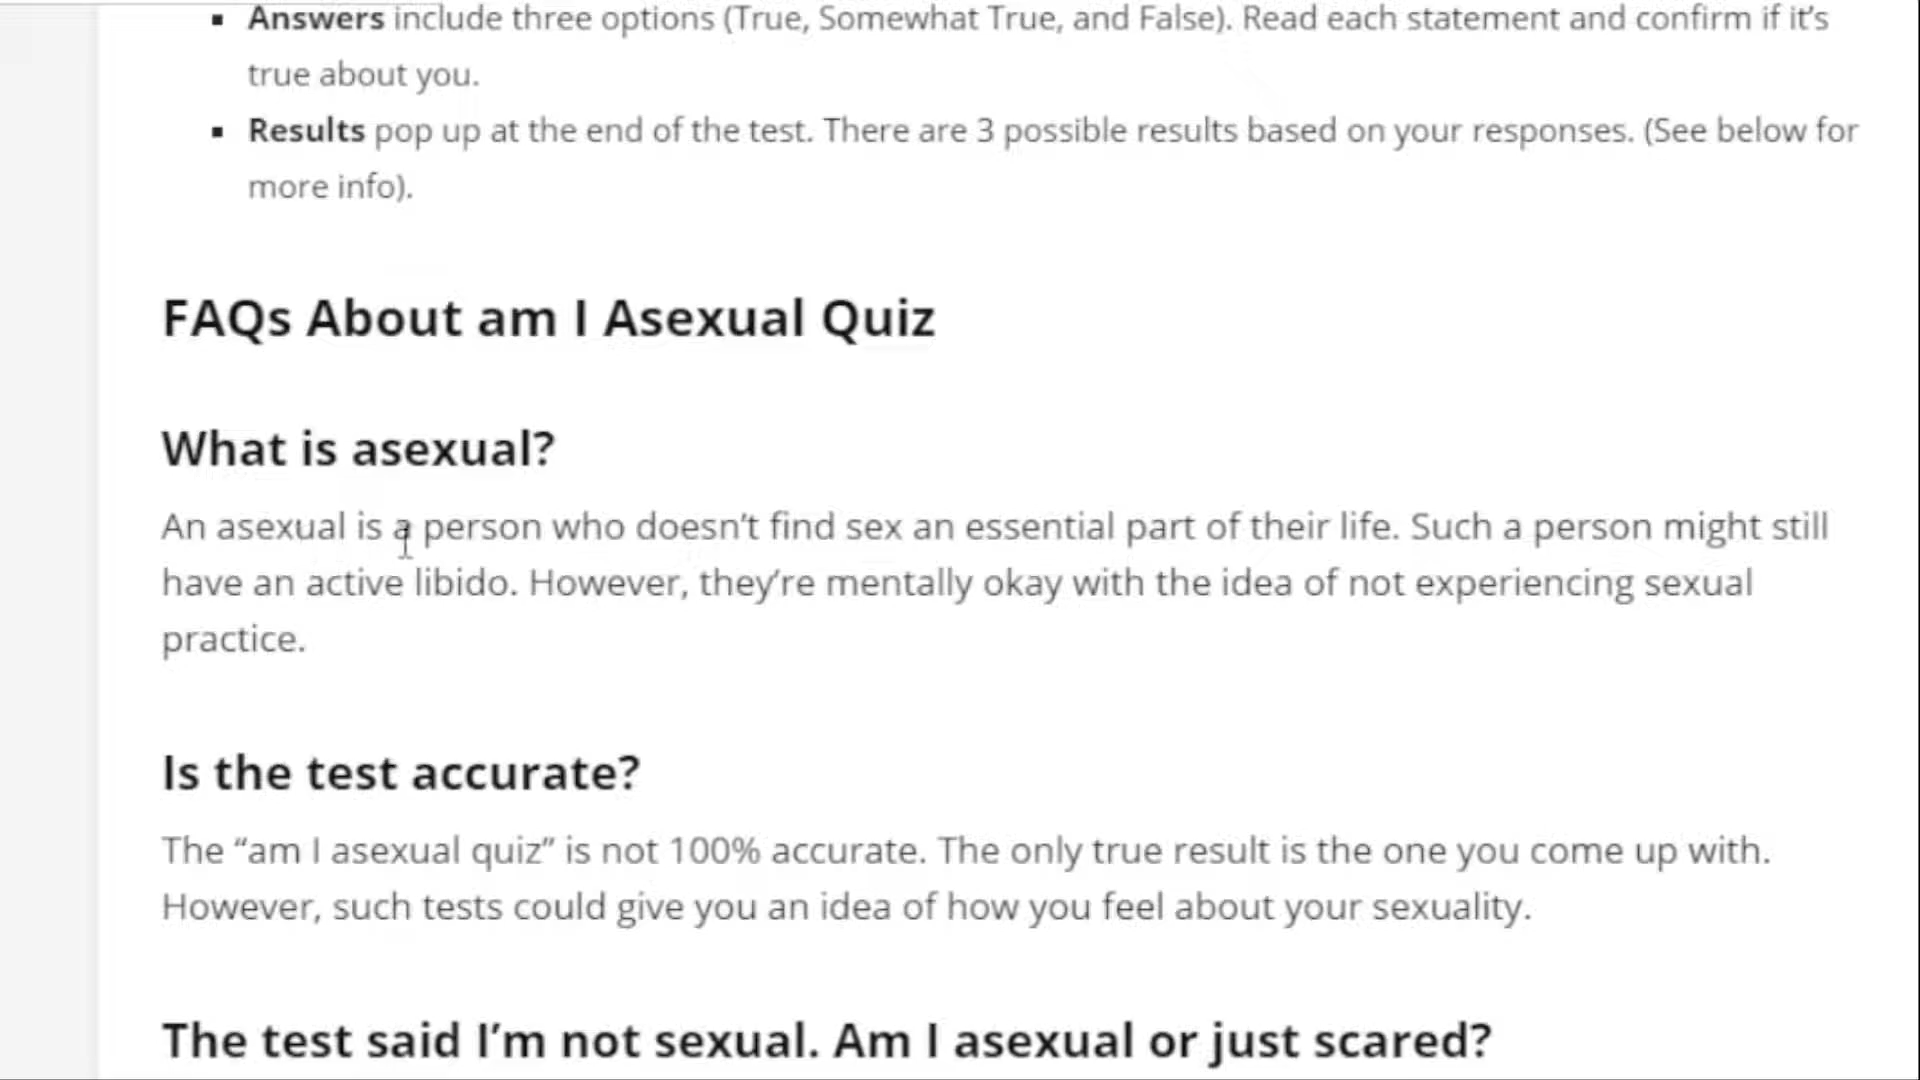 ▪ Answers include three options (True, Somewhat True, and False). Read each statement and confirm if it’s
true about you.
▪ Results pop up at the end of the test. There are 3 possible results based on your responses. (See below for
more info).
FAQs About am I Asexual Quiz
What is asexual?
An asexual is a person who doesn’t find sex an essential part of their life. Such a person might still
have an active libido. However, they’re mentally okay with the idea of not experiencing sexual
practice.
Is the test accurate?
The “am I asexual quiz” is not 100% accurate. The only true result is the one you come up with.
However, such tests could give you an idea of how you feel about your sexuality.
The test said I’m not sexual. Am I asexual or just scared?